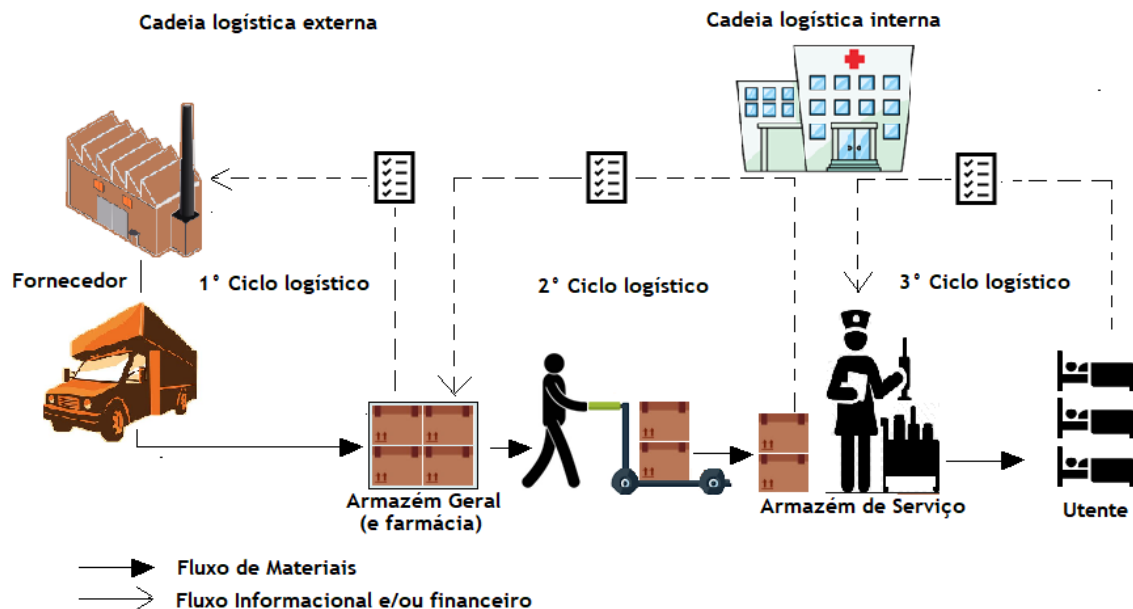 Cadeia logística externa
Cadeia logística interna
Fornecedor
1° Ciclo logístico
2° Ciclo logístico
3° Ciclo logístico
Armazém Geral
(e farmácia)
Armazém de Serviço
Utente
Fluxo de Materiais
Fluxo Informacional e/ou financeiro